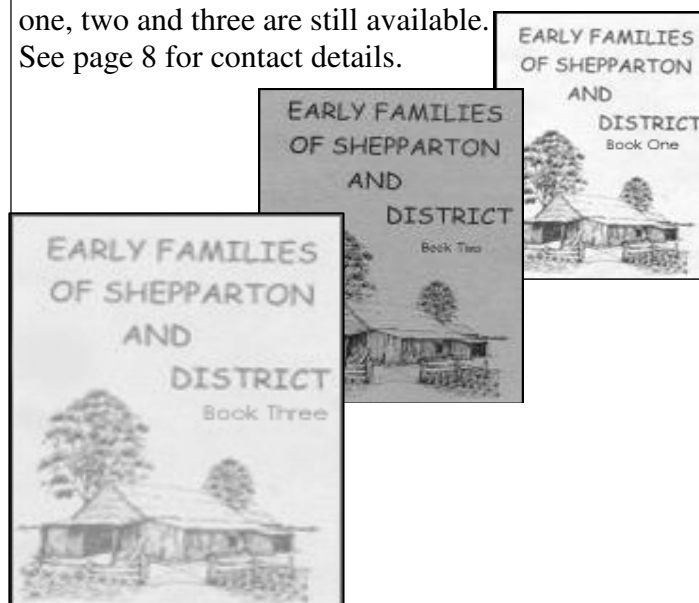 one, two and three are still available.
See page 8 for contact details.
EARLY FAMILIES
OF SHEPPARTON
AND
DISTRICT
Book One
EARLY FAMILIES
OF SHEPPARTON
AND
DISTRICT
Book Two
EARLY FAMILIES
OF SHEPPARTON
AND
DISTRICT
Book Three